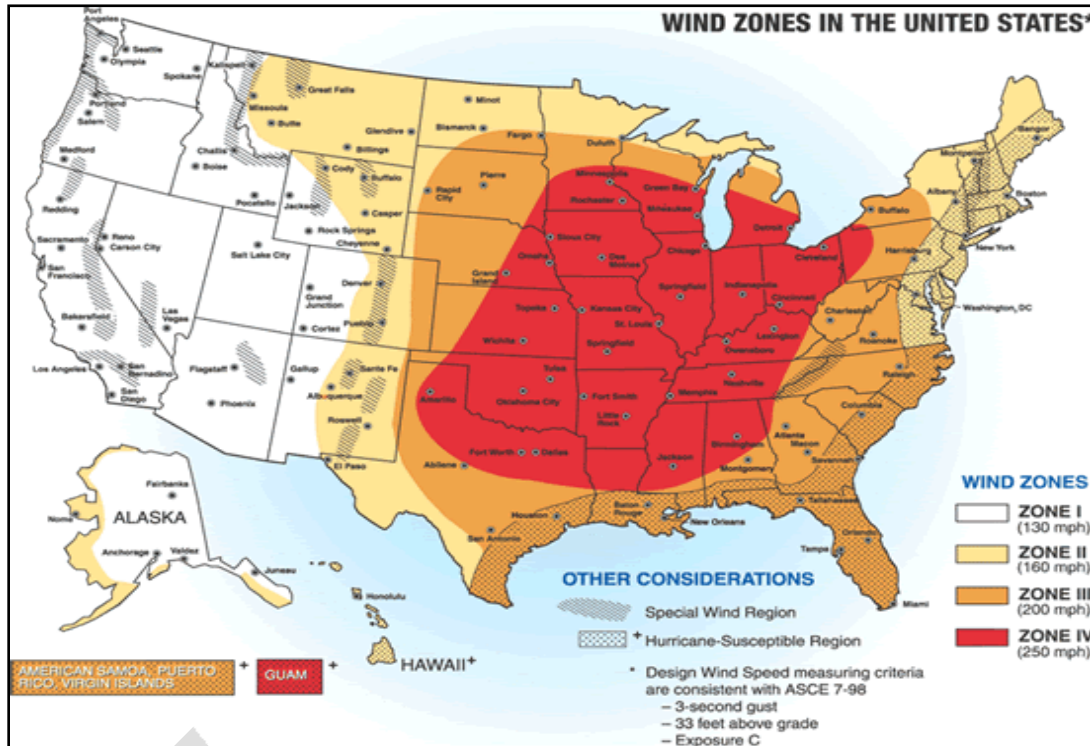 WIND ZONES IN THE UNITED STATES*
Port
Angeles
Seattle
Olympia
Spokane
Kalispell
Great Falls
Minot
Portland
Missoula
Salem
Butte
Glendive
Bismarck
Fargo
Duluth
Bangor
Medford
Challis
Billings
Montpelier
Boise
Cody
Buffalo
Pierre
Minneapolis
Green Bay
Albany
Boston
Redding
Pocatello
Jackson
Rapid
City
Rochester
Milwaukee
Buffalo
Casper
Detroit
Reno
Rock Springs
Sioux City
Sacramento
Carson City
Cheyenne
Chicago
Cleveland
Harrisburg
New York
San
Francisco
Salt Lake City
Omaha
Des
Moines
Grand
Island
Denver
Springfield
Indianapolis
Grand
Junction
Cincinnati
Washington, DC
Las
Vegas
Topeka
Kansas City
Charleston
Bakersfield
Cortez
Pueblo
St. Louis
Lexington
Roanoke
Wichita
Springfield
Owensboro
Los Angeles
San
Bernadino
Flagstaff
Gallup
Sante Fe
Tulsa
Nashville
Raleigh
San
Diego
Albuquerque
Amarillo
Oklahoma City
Fort Smith
Memphis
Phoenix
Little
Rock
Columbia
Roswell
Atlanta
Macon
Birmingham
Fort Worth
Dallas
El Paso
Abilene
Jackson
Montgomery
Savannah
Tallahassee
Houston
Baton
Rouge
New Orleans
San Antonio
Orlando
Tampa
Miami
Fairbanks
Nome
ALASKA
Anchorage
Valdez
Juneau
Honolulu
HAWAII+
AMERICAN SAMOA, PUERTO
RICO, VIRGIN ISLANDS
+
GUAM
+
OTHER CONSIDERATIONS
Special Wind Region
+ Hurricane-Susceptible Region
* Design Wind Speed measuring criteria
are consistent with ASCE 7-98
– 3-second gust
– 33 feet above grade
– Exposure C
WIND ZONES
ZONE I
(130 mph)
ZONE II
(160 mph)
ZONE III
(200 mph)
ZONE IV
(250 mph)